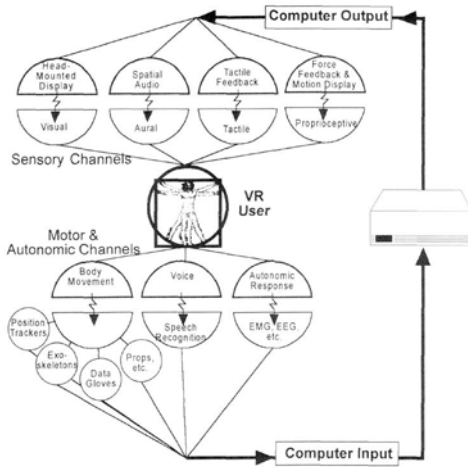 Computer Output
Head-
Mounted
Display
Spatial
Audio
Tactile
Feedback
Force
Feedback &
Motion Display
Visual
Aural
Tactile
Proprioceptive
Sensory Channels
VR
User
Motor &
Autonomic Channels
Body
Movement
Voice
Autonomic
Response
Position
Trackers
Exo-
skeletons
Data
Gloves
Props,
etc.
Speech
Recognition
EMG, EEG,
etc.
Computer Input